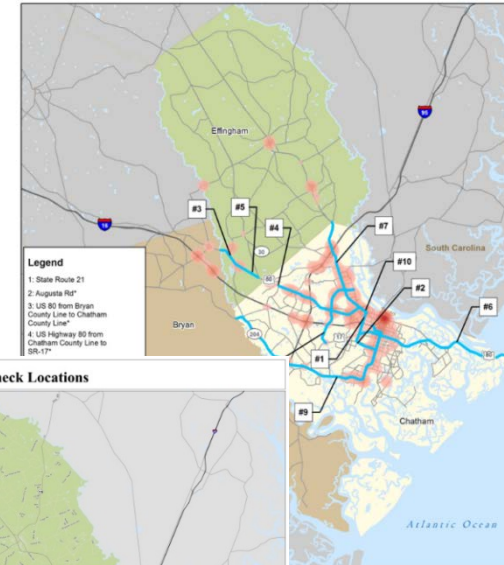 95
Effingham
16
#3
#5
#4
#7
30
80
South Carolina
#10
#2
#6
Legend
1: State Route 21
2: Augusta Rd*
3: US 80 from Bryan
County Line to Chatham
County Line*
4: US Highway 80 from
Chatham County Line to
SR-17*
Bryan
204
17
80
#1
#9
Chatham
Atlantic Ocean
Locations